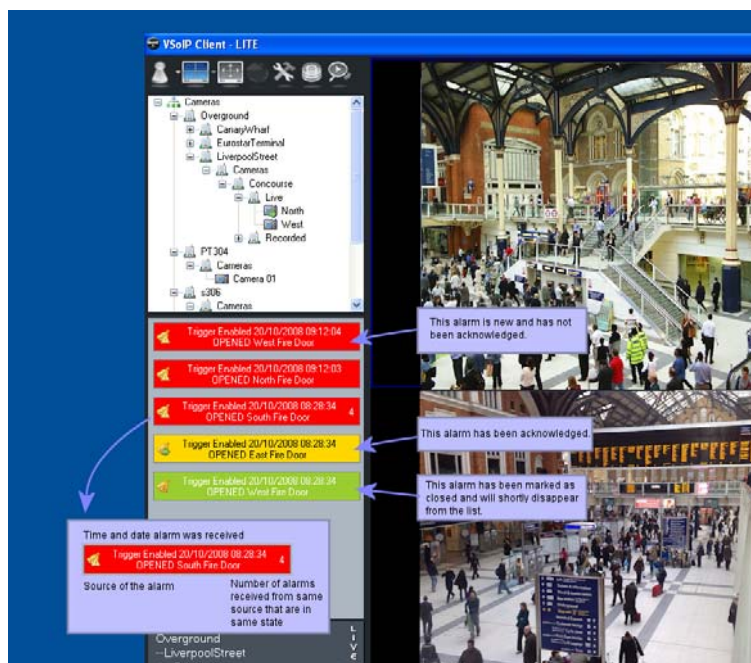 VSoIP Client - LITE
Cameras
Overground
CanaryWharf
EurostarTerminal
LiverpoolStreet
Cameras
Concourse
Live
North
West
Recorded
PT304
Cameras
Camera 01
s306
Cameras
Trigger Enabled 20/10/2008 09:12:04
OPENED West Fire Door
Trigger Enabled 20/10/2008 09:12:03
OPENED North Fire Door
Trigger Enabled 20/10/2008 08:28:34
OPENED South Fire Door
4
Trigger Enabled 20/10/2008 08:28:34
OPENED East Fire Door
Trigger Enabled 20/10/2008 08:28:34
OPENED West Fire Door
This alarm is new and has not
been acknowledged.
This alarm has been acknowledged.
This alarm has been marked as
closed and will shortly disappear
from the list.
Time and date alarm was received
Trigger Enabled 20/10/2008 08:28:34
OPENED South Fire Door
4
Source of the alarm
Number of alarms
received from same
source that are in
same state
Overground
--LiverpoolStreet
LIVE